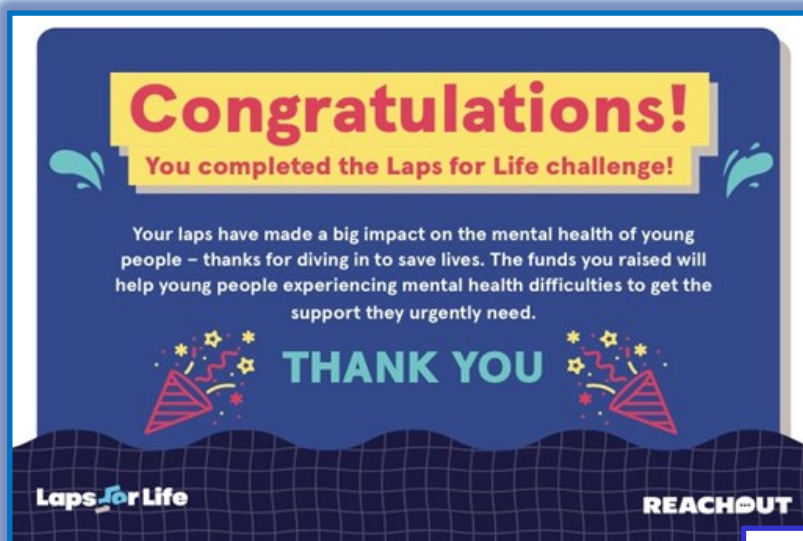 Congratulations!
You completed the Laps for Life challenge!
Your laps have made a big impact on the mental health of young
people – thanks for diving in to save lives. The funds you raised will
help young people experiencing mental health difficulties to get the
support they urgently need.
THANK YOU
Laps for Life
REACHOUT